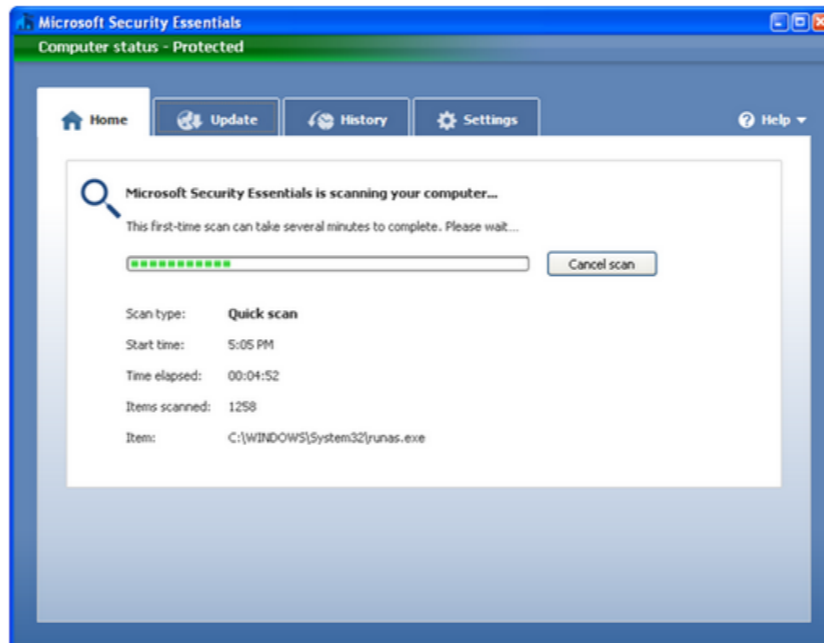 Microsoft Security Essentials
Computer status - Protected
Home Update History Settings Help
Microsoft Security Essentials is scanning your computer...
This first-time scan can take several minutes to complete. Please wait...
Cancel scan
Scan type: Quick scan
Start time: 5:05 PM
Time elapsed: 00:04:52
Items scanned: 1258
Item: C:\WINDOWS\System32\runas.exe